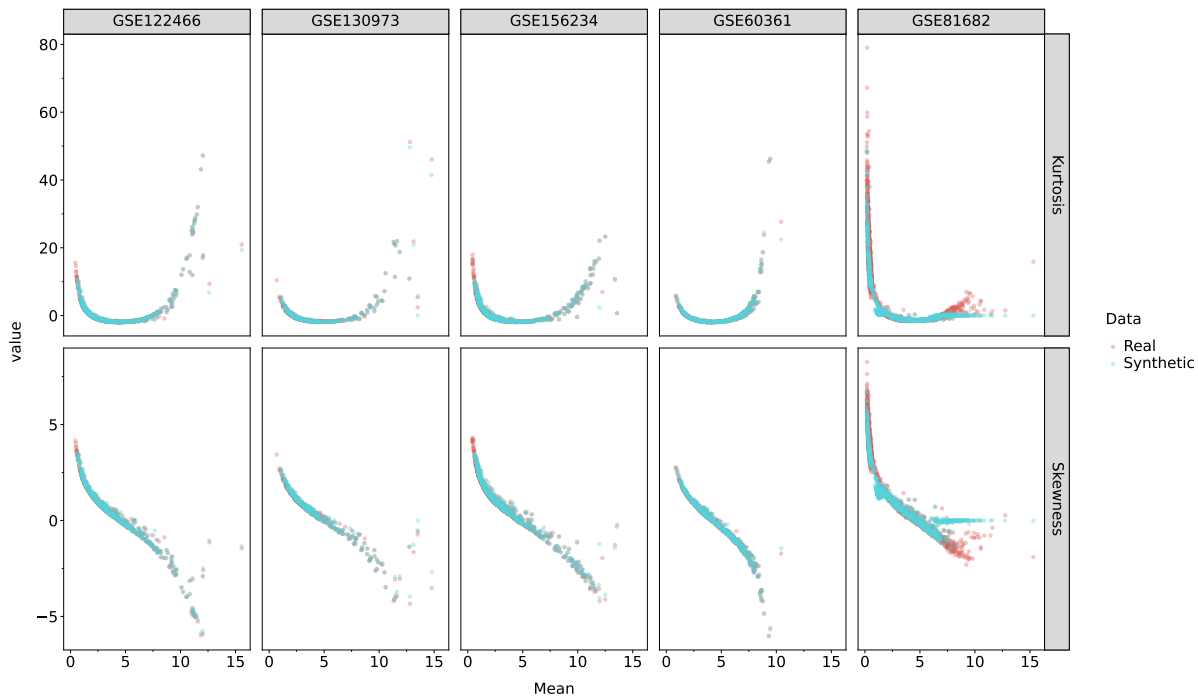 GSE122466 GSE130973 GSE156234 GSE60361 GSE81682
80
60
40
20
0
Kurtosis
value
5
0
−5
Skewness
0 5 10 15 0 5 10 15 0 5 10 15 0 5 10 15 0 5 10 15
Mean
Data
Real
Synthetic